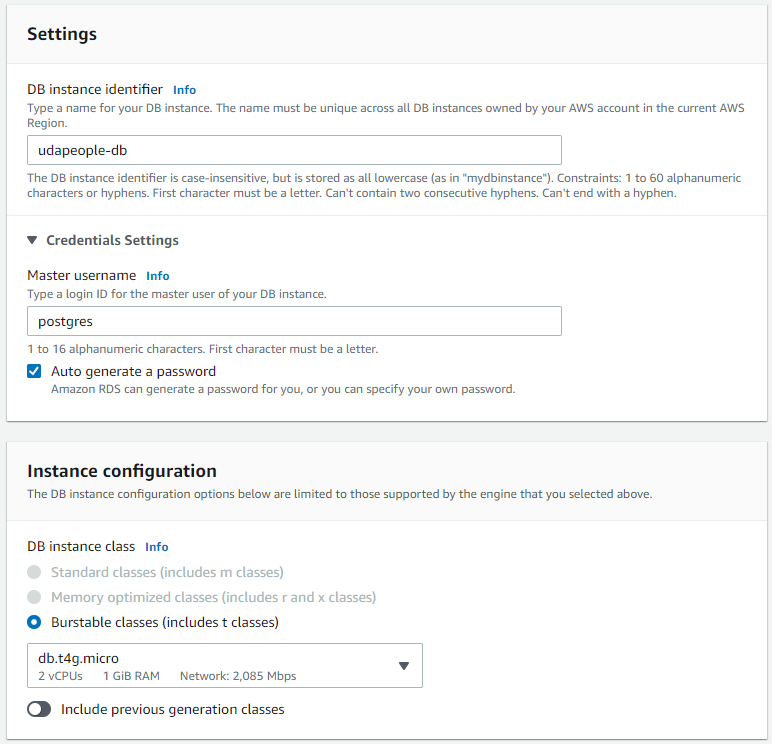 Settings
DB instance identifier Info
Type a name for your DB instance. The name must be unique across all DB instances owned by your AWS account in the current AWS
Region.
udapeople-db
The DB instance identifier is case-insensitive, but is stored as all lowercase (as in "mydbinstance"). Constraints: 1 to 60 alphanumeric
characters or hyphens. First character must be a letter. Can't contain two consecutive hyphens. Can't end with a hyphen.
Credentials Settings
Master username Info
Type a login ID for the master user of your DB instance.
postgres
1 to 16 alphanumeric characters. First character must be a letter.
Auto generate a password
Amazon RDS can generate a password for you, or you can specify your own password.
Instance configuration
The DB instance configuration options below are limited to those supported by the engine that you selected above.
DB instance class Info
Standard classes (includes m classes)
Memory optimized classes (includes r and x classes)
Burstable classes (includes t classes)
db.t4g.micro
2 vCPUs 1 GiB RAM Network: 2,085 Mbps
Include previous generation classes